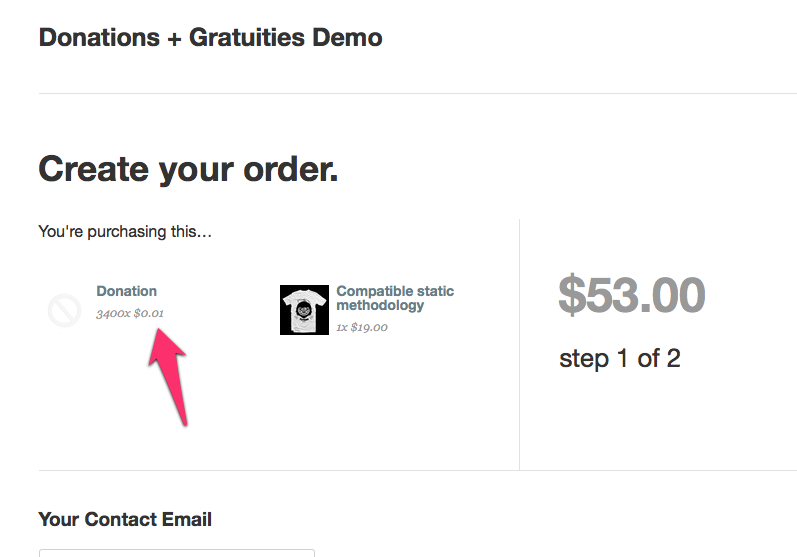 Donations + Gratuities Demo
Create your order.
You're purchasing this…
Donation
3400x $0.01
Compatible static
methodology
1x $19.00
$53.00
step 1 of 2
Your Contact Email